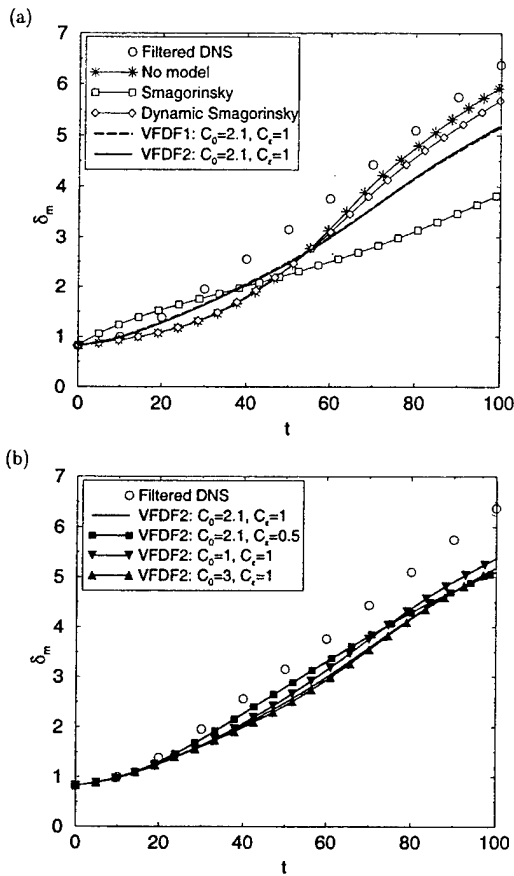 (a)
7
6
5
4
3
2
1
0
δₘ
Filtered DNS
No model
Smagorinsky
Dynamic Smagorinsky
VFDF1: C₀=2.1, Cε=1
VFDF2: C₀=2.1, Cε=1
0 20 40 60 80 100
t
(b)
7
6
5
4
3
2
1
0
δₘ
Filtered DNS
VFDF2: C₀=2.1, Cε=1
VFDF2: C₀=2.1, Cε=0.5
VFDF2: C₀=1, Cε=1
VFDF2: C₀=3, Cε=1
0 20 40 60 80 100
t